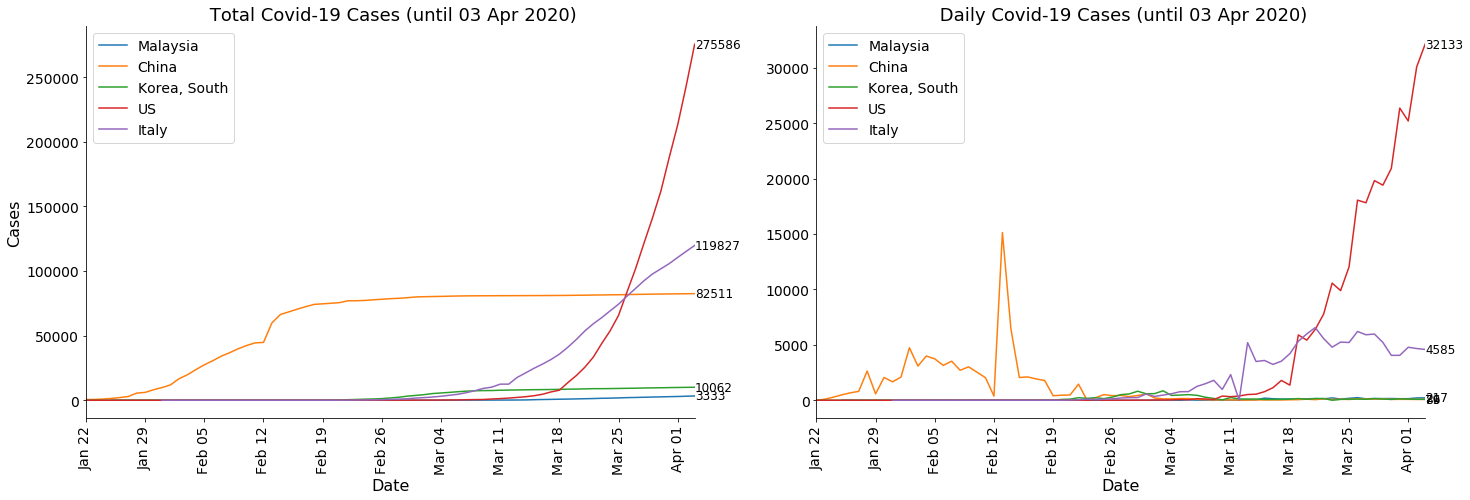 Total Covid-19 Cases (until 03 Apr 2020)
Malaysia
China
Korea, South
US
Italy
275586
119827
82511
10062
3333
250000
200000
150000
100000
50000
0
Cases
Jan 22
Jan 29
Feb 05
Feb 12
Feb 19
Feb 26
Mar 04
Mar 11
Mar 18
Mar 25
Apr 01
Date
Daily Covid-19 Cases (until 03 Apr 2020)
Malaysia
China
Korea, South
US
Italy
32133
4585
217
30000
25000
20000
15000
10000
5000
0
Jan 22
Jan 29
Feb 05
Feb 12
Feb 19
Feb 26
Mar 04
Mar 11
Mar 18
Mar 25
Apr 01
Date